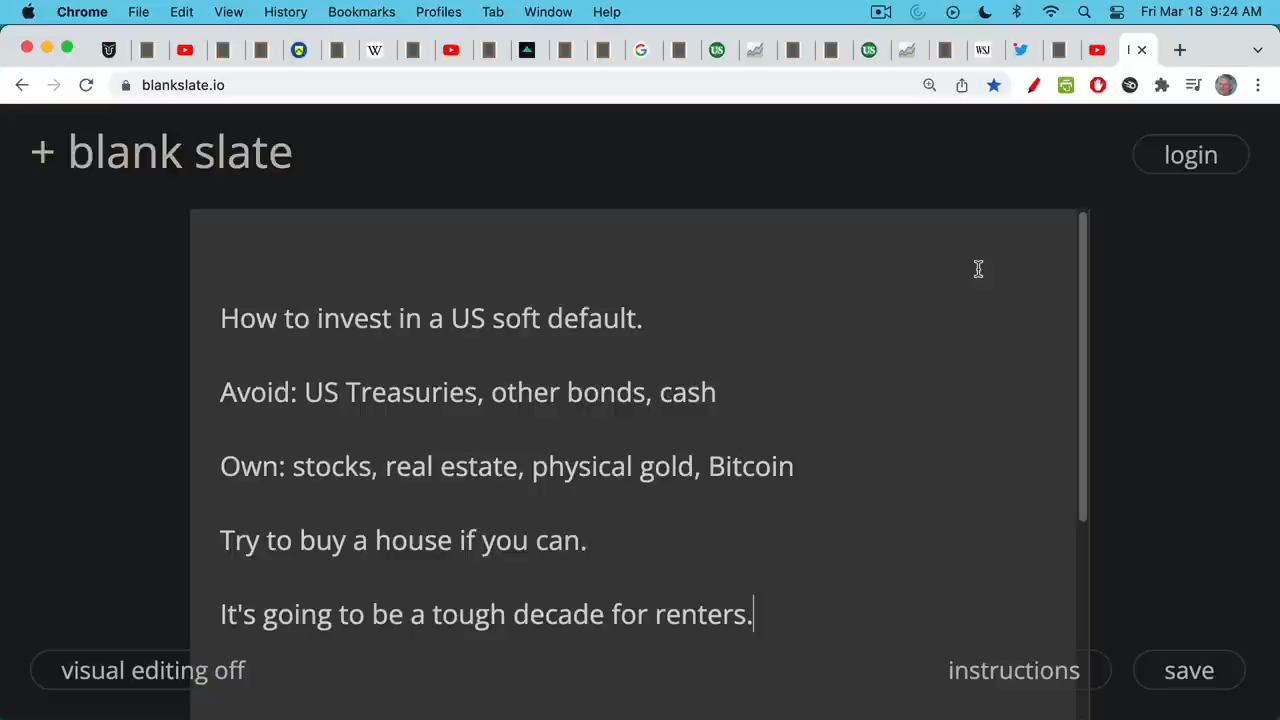 Chrome File Edit View History Bookmarks Profiles Tab Window Help Fri Mar 18 9:24 AM
W G US US WSJ
blankslate.io
+ blank slate
login
How to invest in a US soft default.
Avoid: US Treasuries, other bonds, cash
Own: stocks, real estate, physical gold, Bitcoin
Try to buy a house if you can.
It's going to be a tough decade for renters.
visual editing off
instructions
save